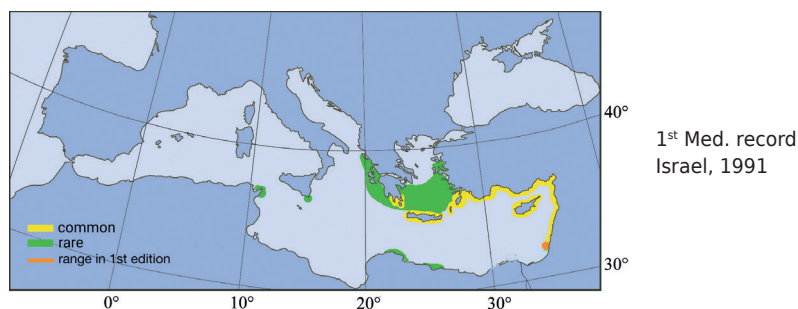 40°
1st Med. record
Israel, 1991
common
rare
range in 1st edition
30°
0°
10°
20°
30°